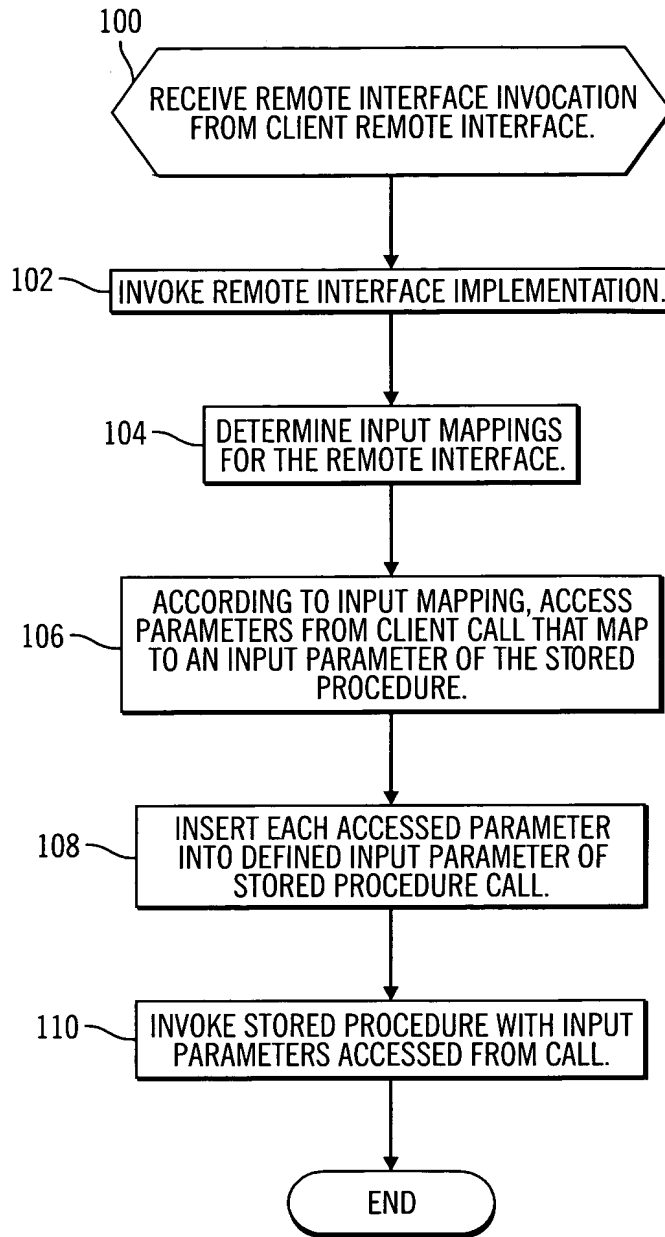 100
RECEIVE REMOTE INTERFACE INVOCATION
FROM CLIENT REMOTE INTERFACE.
102
INVOKE REMOTE INTERFACE IMPLEMENTATION.
104
DETERMINE INPUT MAPPINGS
FOR THE REMOTE INTERFACE.
106
ACCORDING TO INPUT MAPPING, ACCESS
PARAMETERS FROM CLIENT CALL THAT MAP
TO AN INPUT PARAMETER OF THE STORED
PROCEDURE.
108
INSERT EACH ACCESSED PARAMETER
INTO DEFINED INPUT PARAMETER OF
STORED PROCEDURE CALL.
110
INVOKE STORED PROCEDURE WITH INPUT
PARAMETERS ACCESSED FROM CALL.
END